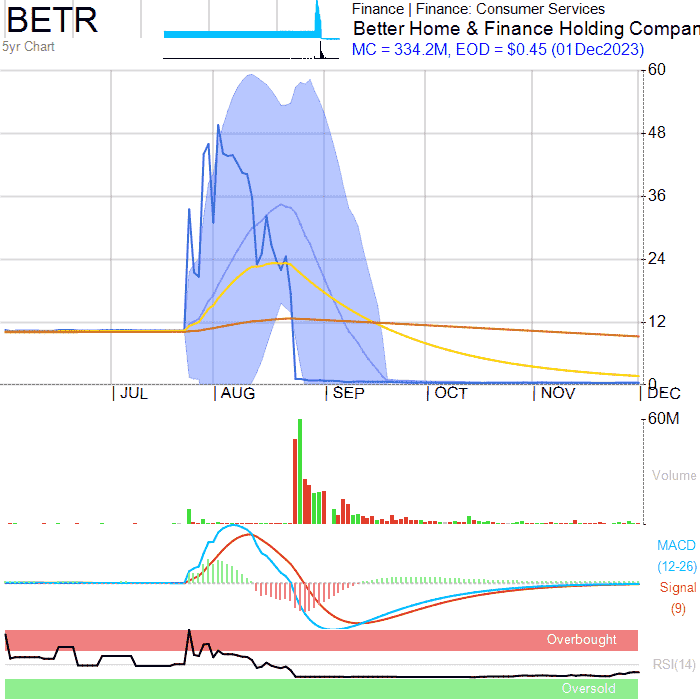 BETR
Finance | Finance: Consumer Services
5yr Chart
Better Home & Finance Holding Compan
MC = 334.2M, EOD = $0.45 (01Dec2023)
60
48
36
24
12
0
| JUL | AUG | SEP | OCT | NOV | DEC
60M
Volume
MACD
(12-26)
Signal
(9)
Overbought
RSI(14)
Oversold